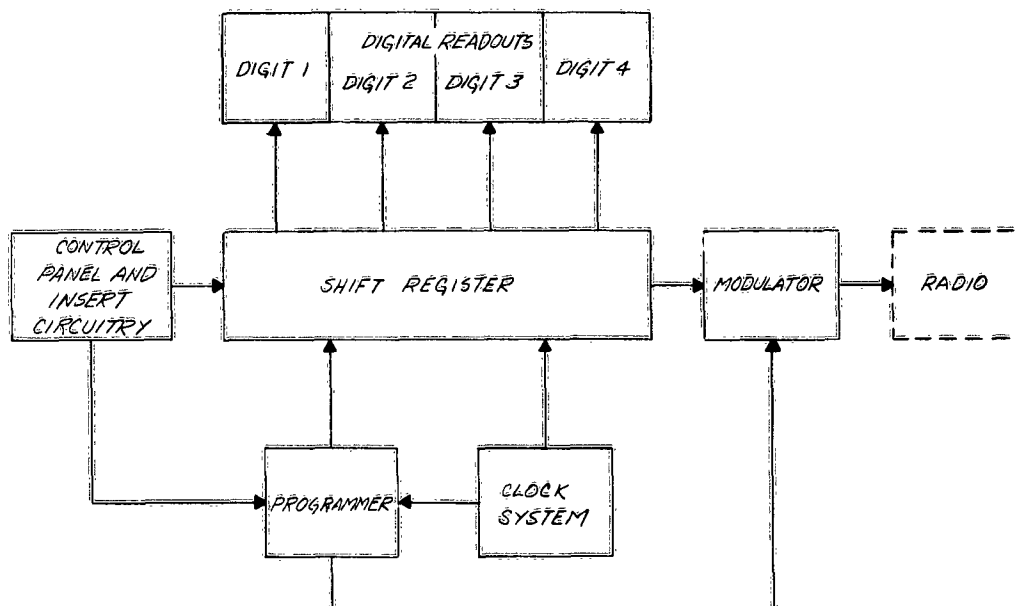 DIGITAL READOUTS
DIGIT 1
DIGIT 2
DIGIT 3
DIGIT 4
CONTROL
PANEL AND
INSERT
CIRCUITRY
SHIFT REGISTER
MODULATOR
RADIO
PROGRAMMER
CLOCK
SYSTEM